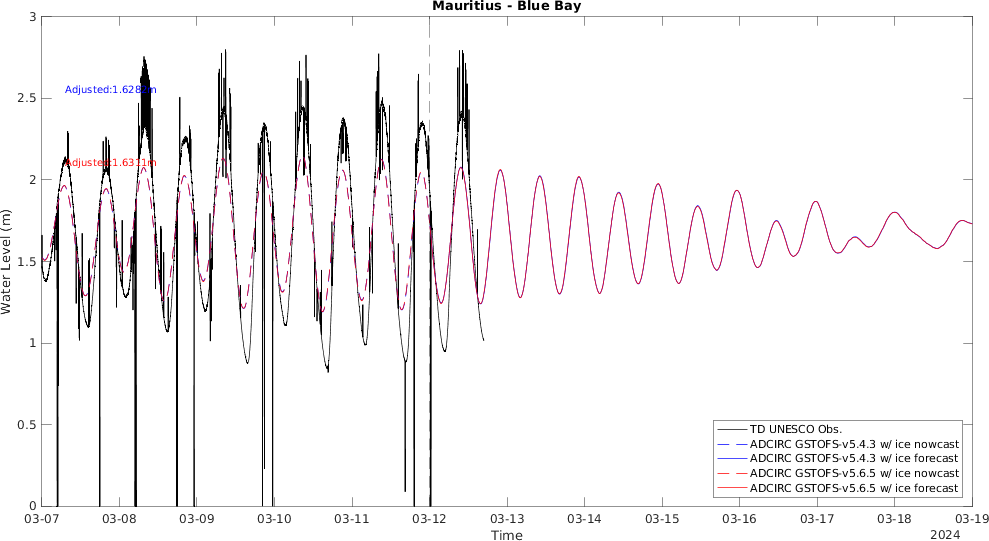 Mauritius - Blue Bay
Water Level (m)
3
2.5
2
1.5
1
0.5
0
Adjusted:1.628 m
Adjusted:1.6311m
TD UNESCO Obs.
ADCIRC GSTOFS-v5.4.3 w/ ice nowcast
ADCIRC GSTOFS-v5.4.3 w/ ice forecast
ADCIRC GSTOFS-v5.6.5 w/ ice nowcast
ADCIRC GSTOFS-v5.6.5 w/ ice forecast
03-07 03-08 03-09 03-10 03-11 03-12 03-13 03-14 03-15 03-16 03-17 03-18 03-19
Time
2024